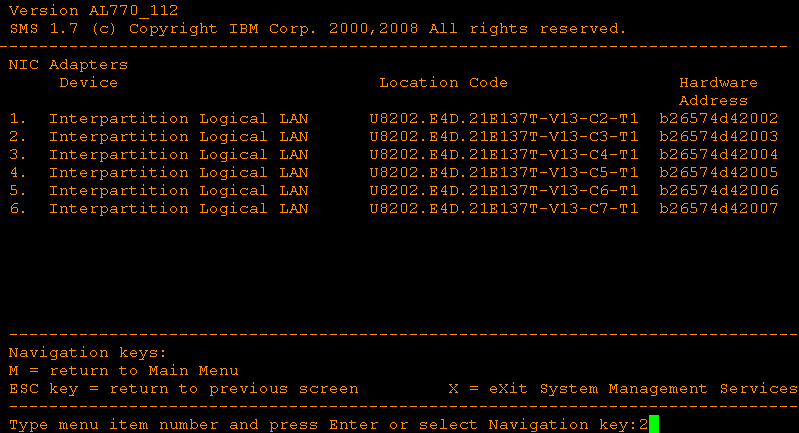 Version AL770_112
SMS 1.7 (c) Copyright IBM Corp. 2000,2008 All rights reserved.
-------------------------------------------------------------------------------
NIC Adapters
Device Location Code Hardware
Address
1. Interpartition Logical LAN U8202.E4D.21E137T-V13-C2-T1 b26574d42002
2. Interpartition Logical LAN U8202.E4D.21E137T-V13-C3-T1 b26574d42003
3. Interpartition Logical LAN U8202.E4D.21E137T-V13-C4-T1 b26574d42004
4. Interpartition Logical LAN U8202.E4D.21E137T-V13-C5-T1 b26574d42005
5. Interpartition Logical LAN U8202.E4D.21E137T-V13-C6-T1 b26574d42006
6. Interpartition Logical LAN U8202.E4D.21E137T-V13-C7-T1 b26574d42007
-------------------------------------------------------------------------------
Navigation keys:
M = return to Main Menu
ESC key = return to previous screen X = eXit System Management Services
-------------------------------------------------------------------------------
Type menu item number and press Enter or select Navigation key:2